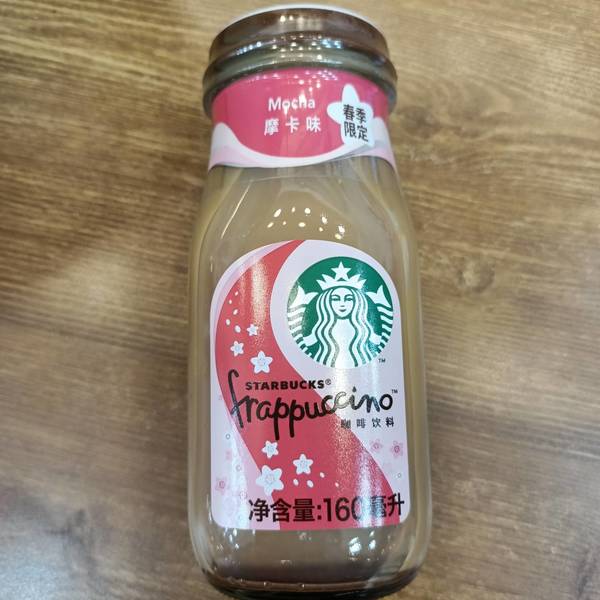 Mocha
摩卡味
春季
限定
STARBUCKS®
frappuccino™
咖啡饮料
净含量:160毫升
TM